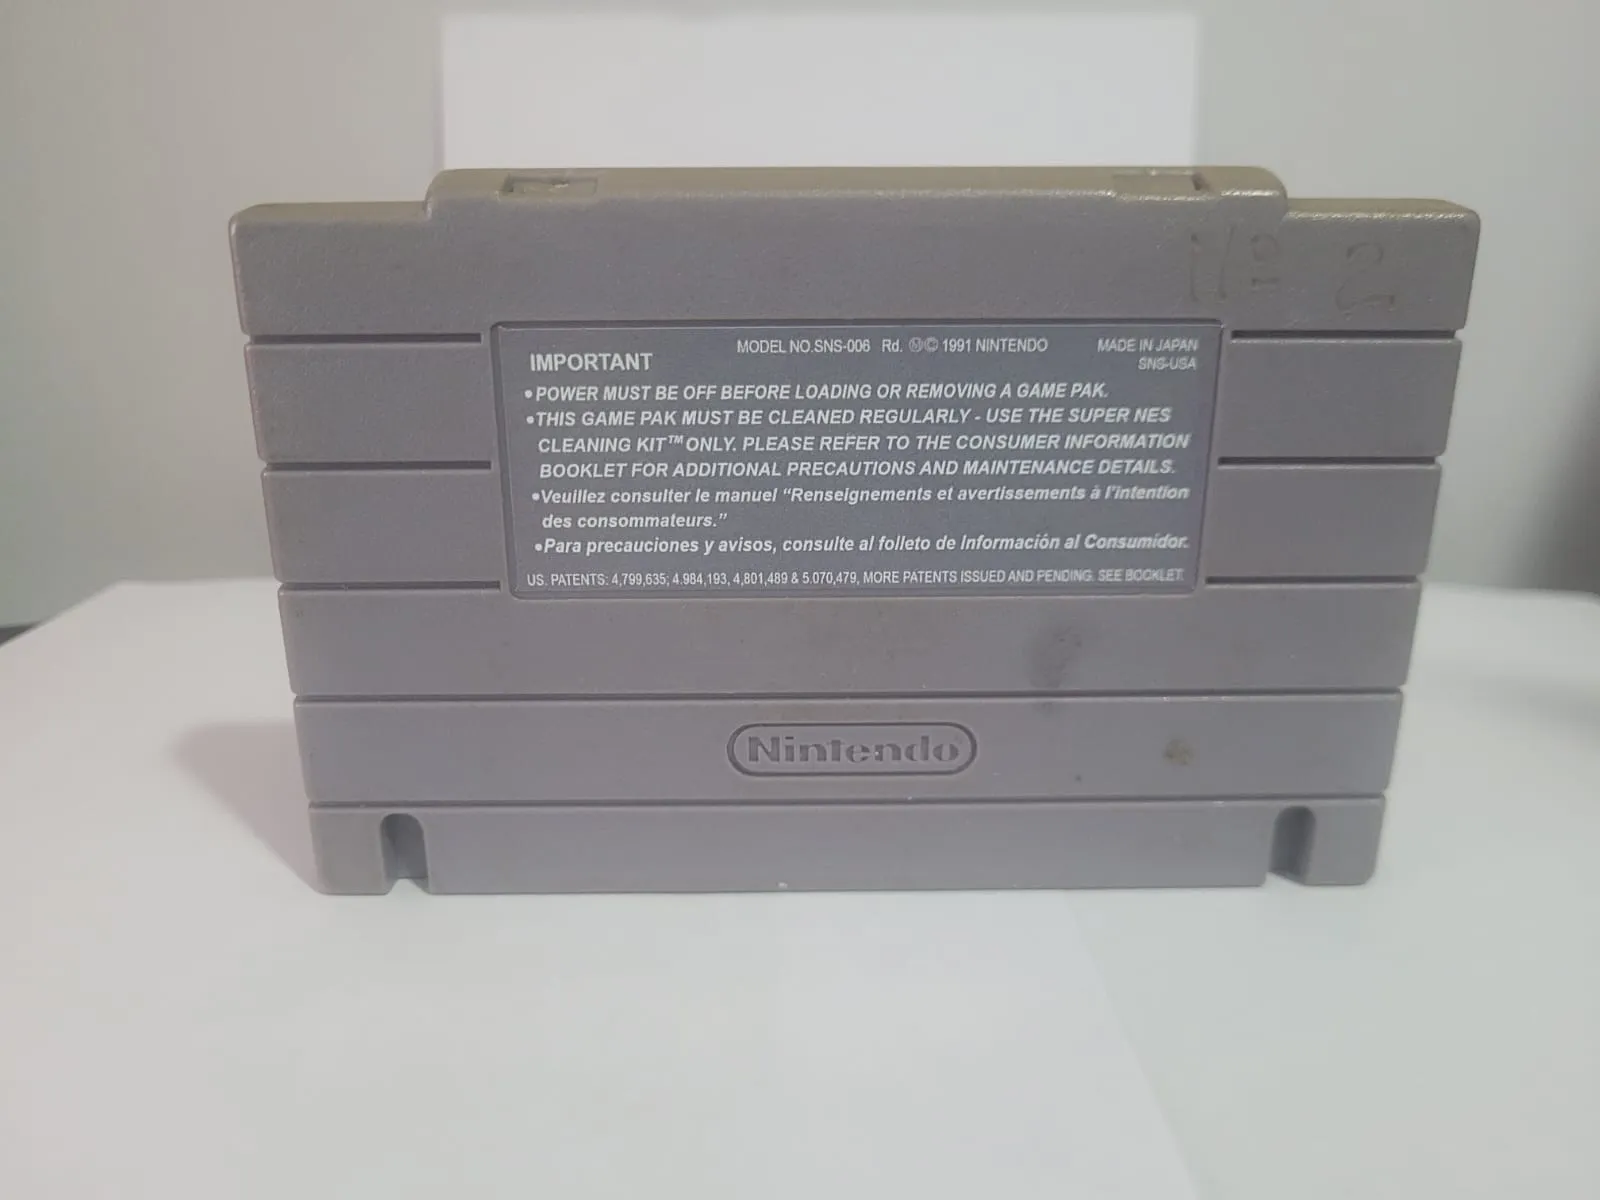 MODEL NO.SNS-006 Rd. Ⓜ© 1991 NINTENDO MADE IN JAPAN
IMPORTANT SNS-USA
•POWER MUST BE OFF BEFORE LOADING OR REMOVING A GAME PAK.
•THIS GAME PAK MUST BE CLEANED REGULARLY - USE THE SUPER NES
CLEANING KIT™ ONLY. PLEASE REFER TO THE CONSUMER INFORMATION
BOOKLET FOR ADDITIONAL PRECAUTIONS AND MAINTENANCE DETAILS.
•Veuillez consulter le manuel “Renseignements et avertissements à l'intention
des consommateurs.”
•Para precauciones y avisos, consulte al folleto de Información al Consumidor.
US. PATENTS: 4,799,635; 4.984,193, 4,801,489 & 5.070,479, MORE PATENTS ISSUED AND PENDING. SEE BOOKLET.
Nintendo